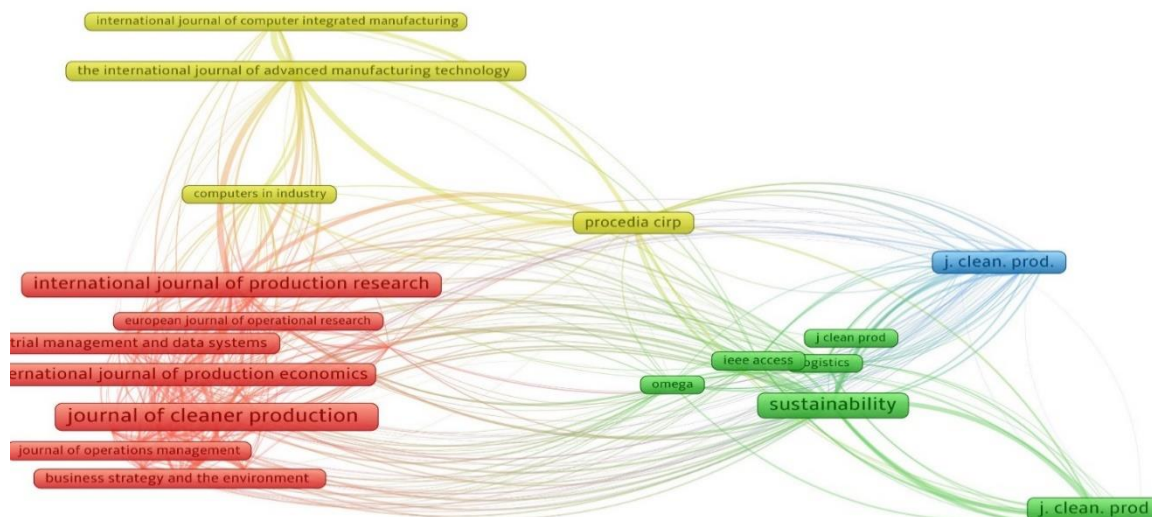 international journal of computer integrated manufacturing
the international journal of advanced manufacturing technology
computers in industry
procedia cirp
j. clean. prod.
international journal of production research
european journal of operational research
j clean prod
management and data systems
ieee access
journal of production economics
omega
sustainability
journal of cleaner production
journal of operations management
business strategy and the environment
j. clean. prod